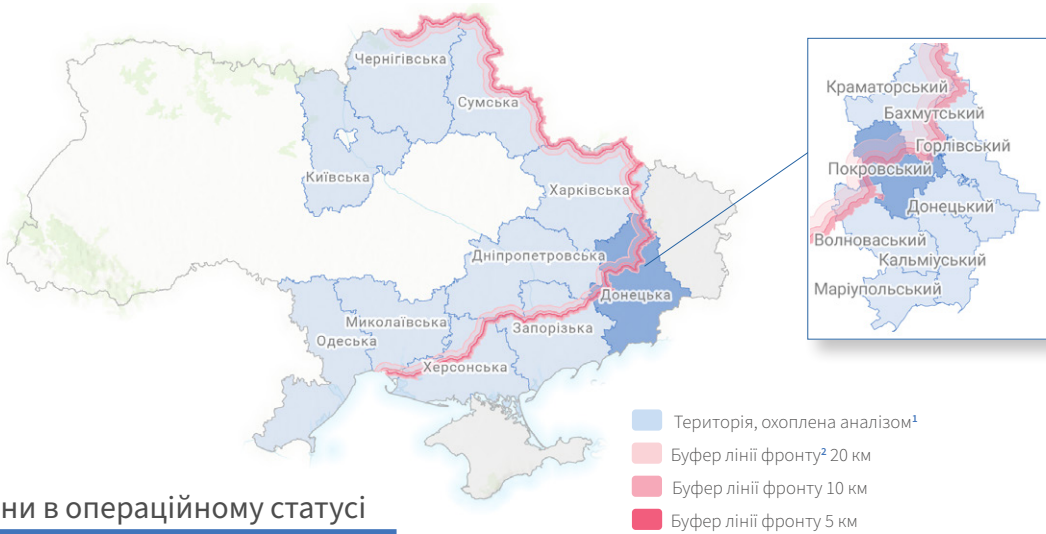 Чернігівська
Сумська
Київська
Харківська
Дніпропетровська
Донецька
Миколаївська
Запорізька
Одеська
Херсонська
Краматорський
Бахмутський
Горлівський
Покровський
Донецький
Волноваський
Кальміуський
Маріупольський
Територія, охоплена аналізом¹
Буфер лінії фронту² 20 км
Буфер лінії фронту 10 км
Буфер лінії фронту 5 км
ни в операційному статусі